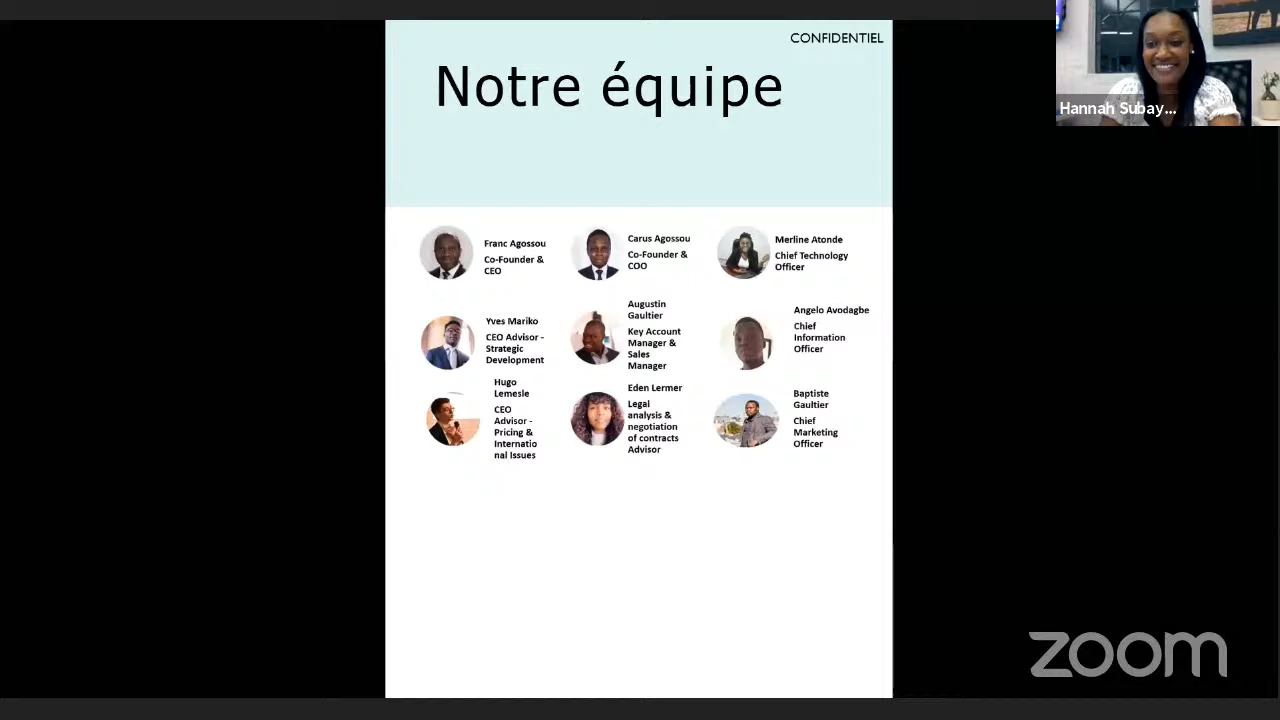 CONFIDENTIEL
Notre équipe
Hannah Subay...
Franc Agossou
Co-Founder &
CEO
Carus Agossou
Co-Founder &
COO
Merline Atonde
Chief Technology
Officer
Yves Mariko
CEO Advisor -
Strategic
Development
Augustin
Gaultier
Key Account
Manager &
Sales
Manager
Angelo Avodagbe
Chief
Information
Officer
Hugo
Lemesle
CEO
Advisor -
Pricing &
Internatio
nal Issues
Eden Lermer
Legal
analysis &
negotiation
of contracts
Advisor
Baptiste
Gaultier
Chief
Marketing
Officer
zoom